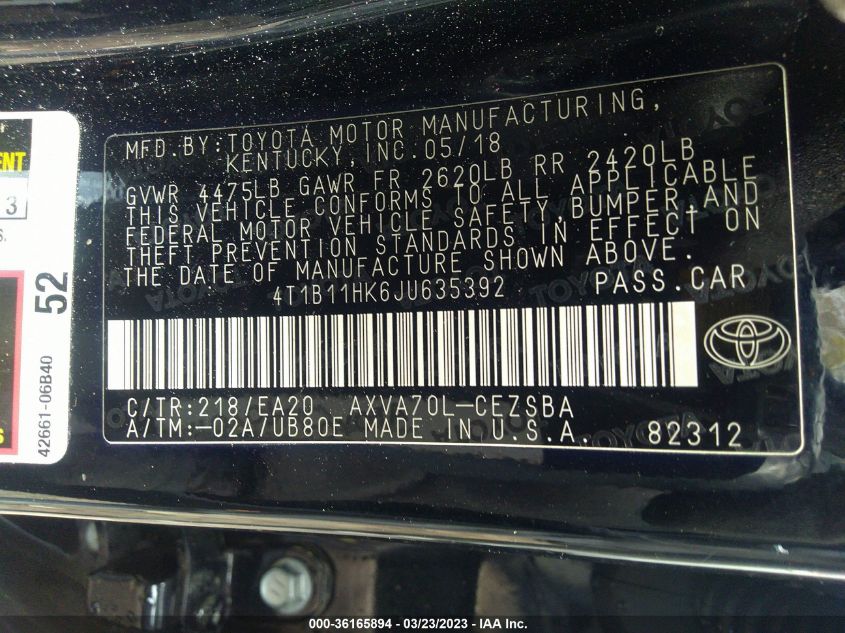 MFD.BY:TOYOTA MOTOR MANUFACTURING,
KENTUCKY,INC.05/18
GVWR 4475LB GAWR FR 2620LB RR 2420LB
THIS VEHICLE CONFORMS TO ALL APPLICABLE
FEDERAL MOTOR VEHICLE SAFETY,BUMPER,AND
THEFT PREVENTION STANDARDS IN EFFECT ON
THE DATE OF MANUFACTURE SHOWN ABOVE.
4T1B11HK6JU635392 PASS.CAR
C/TR:218/EA20 AXVA70L-CEZSBA
A/TM:-02A/UB80E MADE IN U.S.A. 82312
3
52
42661-06B40
000-36165894 - 03/23/2023 - IAA Inc.